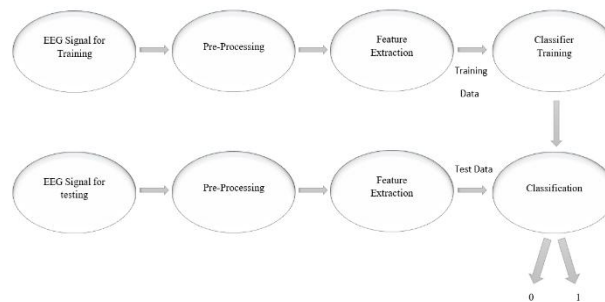 EEG Signal for
Training
Pre-Processing
Feature
Extraction
Training
Data
Classifier
Training
EEG Signal for
testing
Pre-Processing
Feature
Extraction
Test Data
Classification
0
1